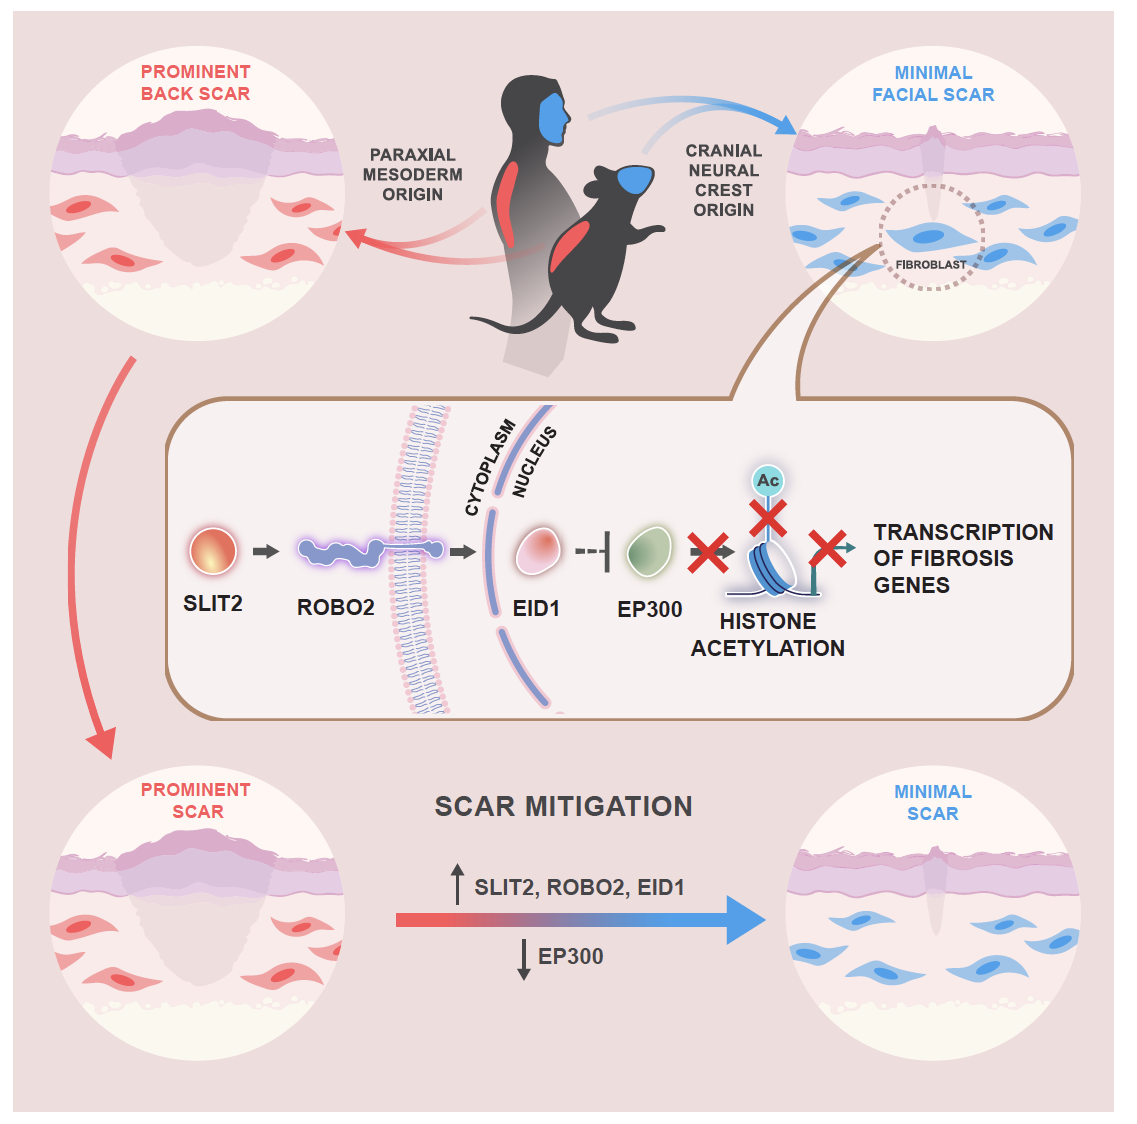 PROMINENT
BACK SCAR
PARAXIAL
MESODERM
ORIGIN
CRANIAL
NEURAL
CREST
ORIGIN
MINIMAL
FACIAL SCAR
FIBROBLAST
CYTOPLASM
NUCLEUS
SLIT2
ROBO2
EID1
EP300
Ac
HISTONE
ACETYLATION
TRANSCRIPTION
OF FIBROSIS
GENES
PROMINENT
SCAR
SCAR MITIGATION
SLIT2, ROBO2, EID1
EP300
MINIMAL
SCAR